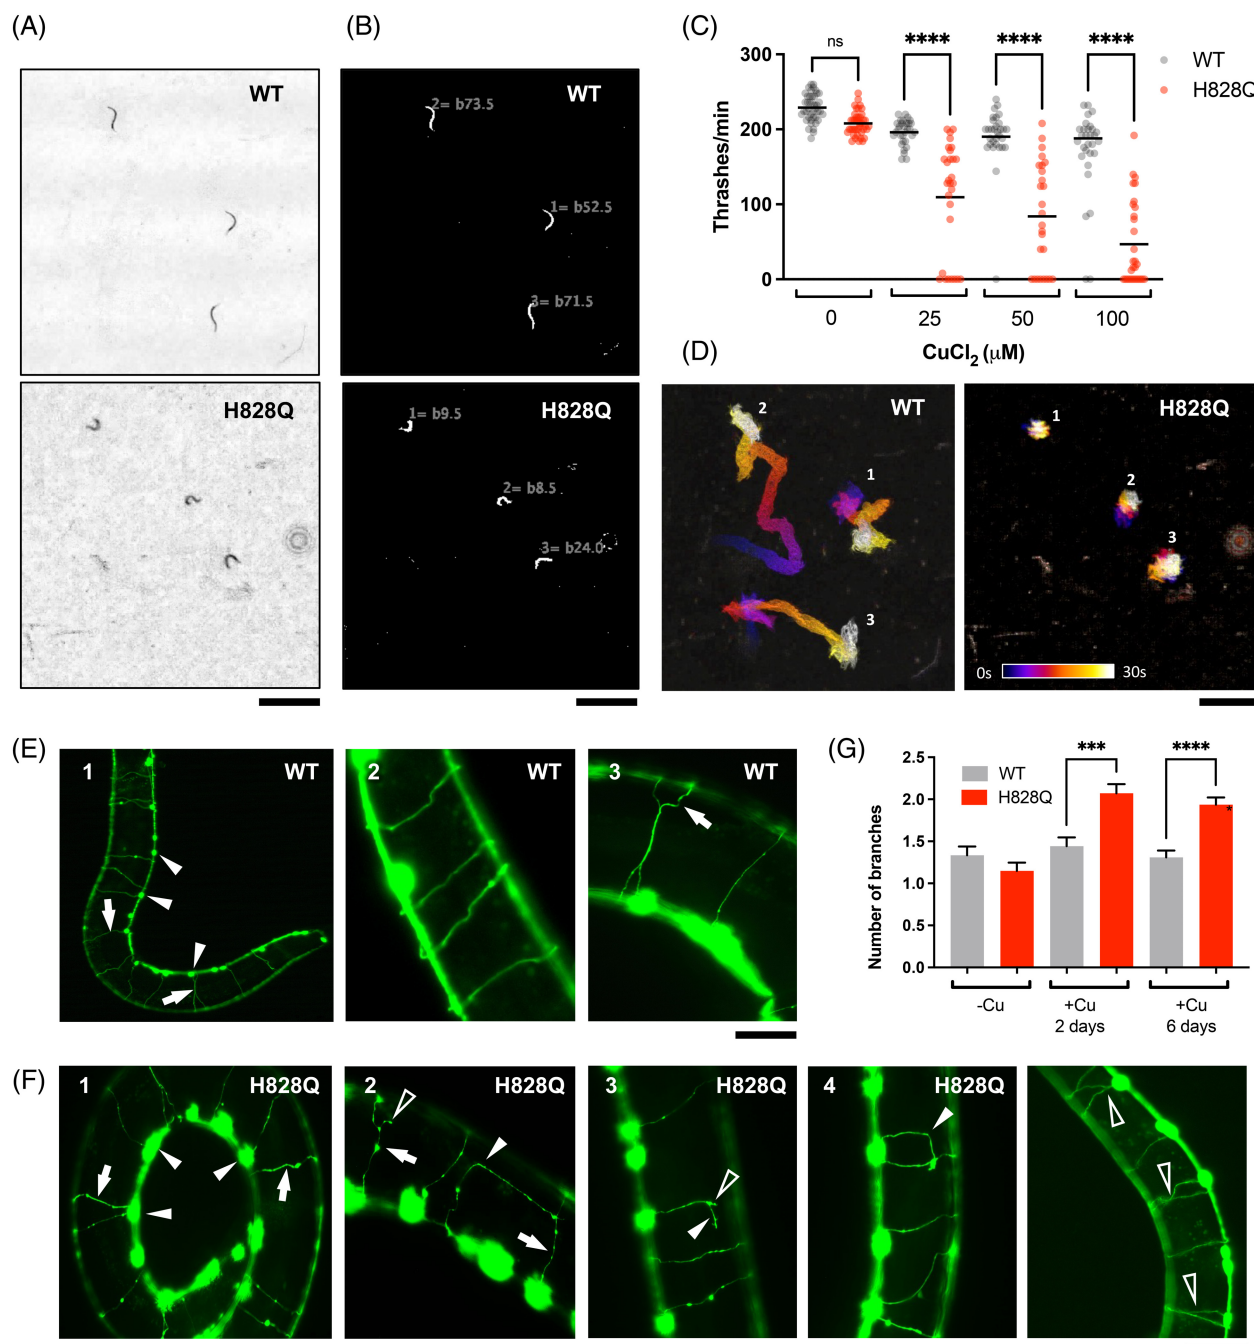 (A)
WT
H828Q
(B)
WT
2= b73.5
1= b52.5
3= b71.5
H828Q
1= b9.5
2= b8.5
3= b24.0
(C)
ns
****
****
****
WT
H828Q
Thrashes/min
300
200
100
0
0
25
50
100
CuCl2 (μM)
(D)
WT
2
1
3
H828Q
1
2
3
0s
30s
(E)
1
WT
2
WT
3
WT
(G)
WT
H828Q
***
****
*
Number of branches
2.5
2.0
1.5
1.0
0.5
0.0
-Cu
+Cu
2 days
+Cu
6 days
(F)
1
H828Q
2
H828Q
3
H828Q
4
H828Q